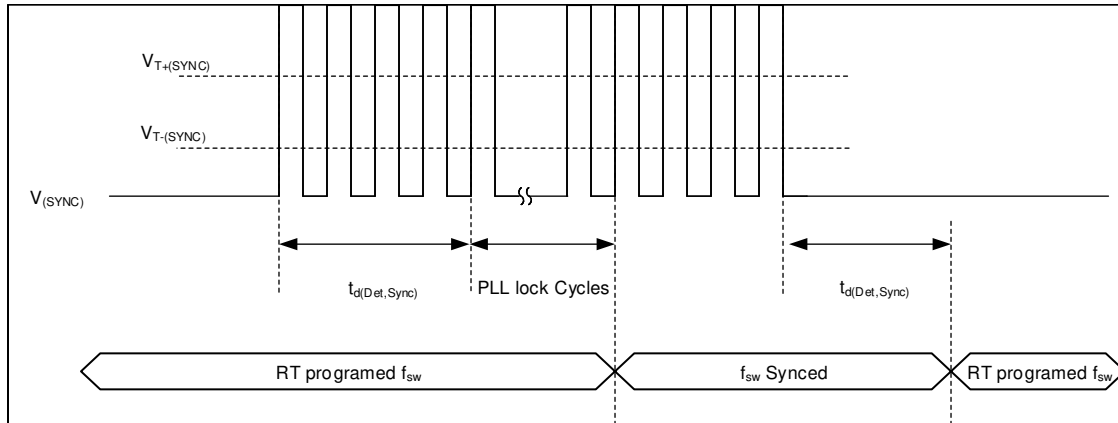 V_T+(SYNC)
V_T-(SYNC)
V_(SYNC)
t_d(Det,Sync)
PLL lock Cycles
t_d(Det,Sync)
RT programed f_sw
f_sw Synced
RT programed f_sw